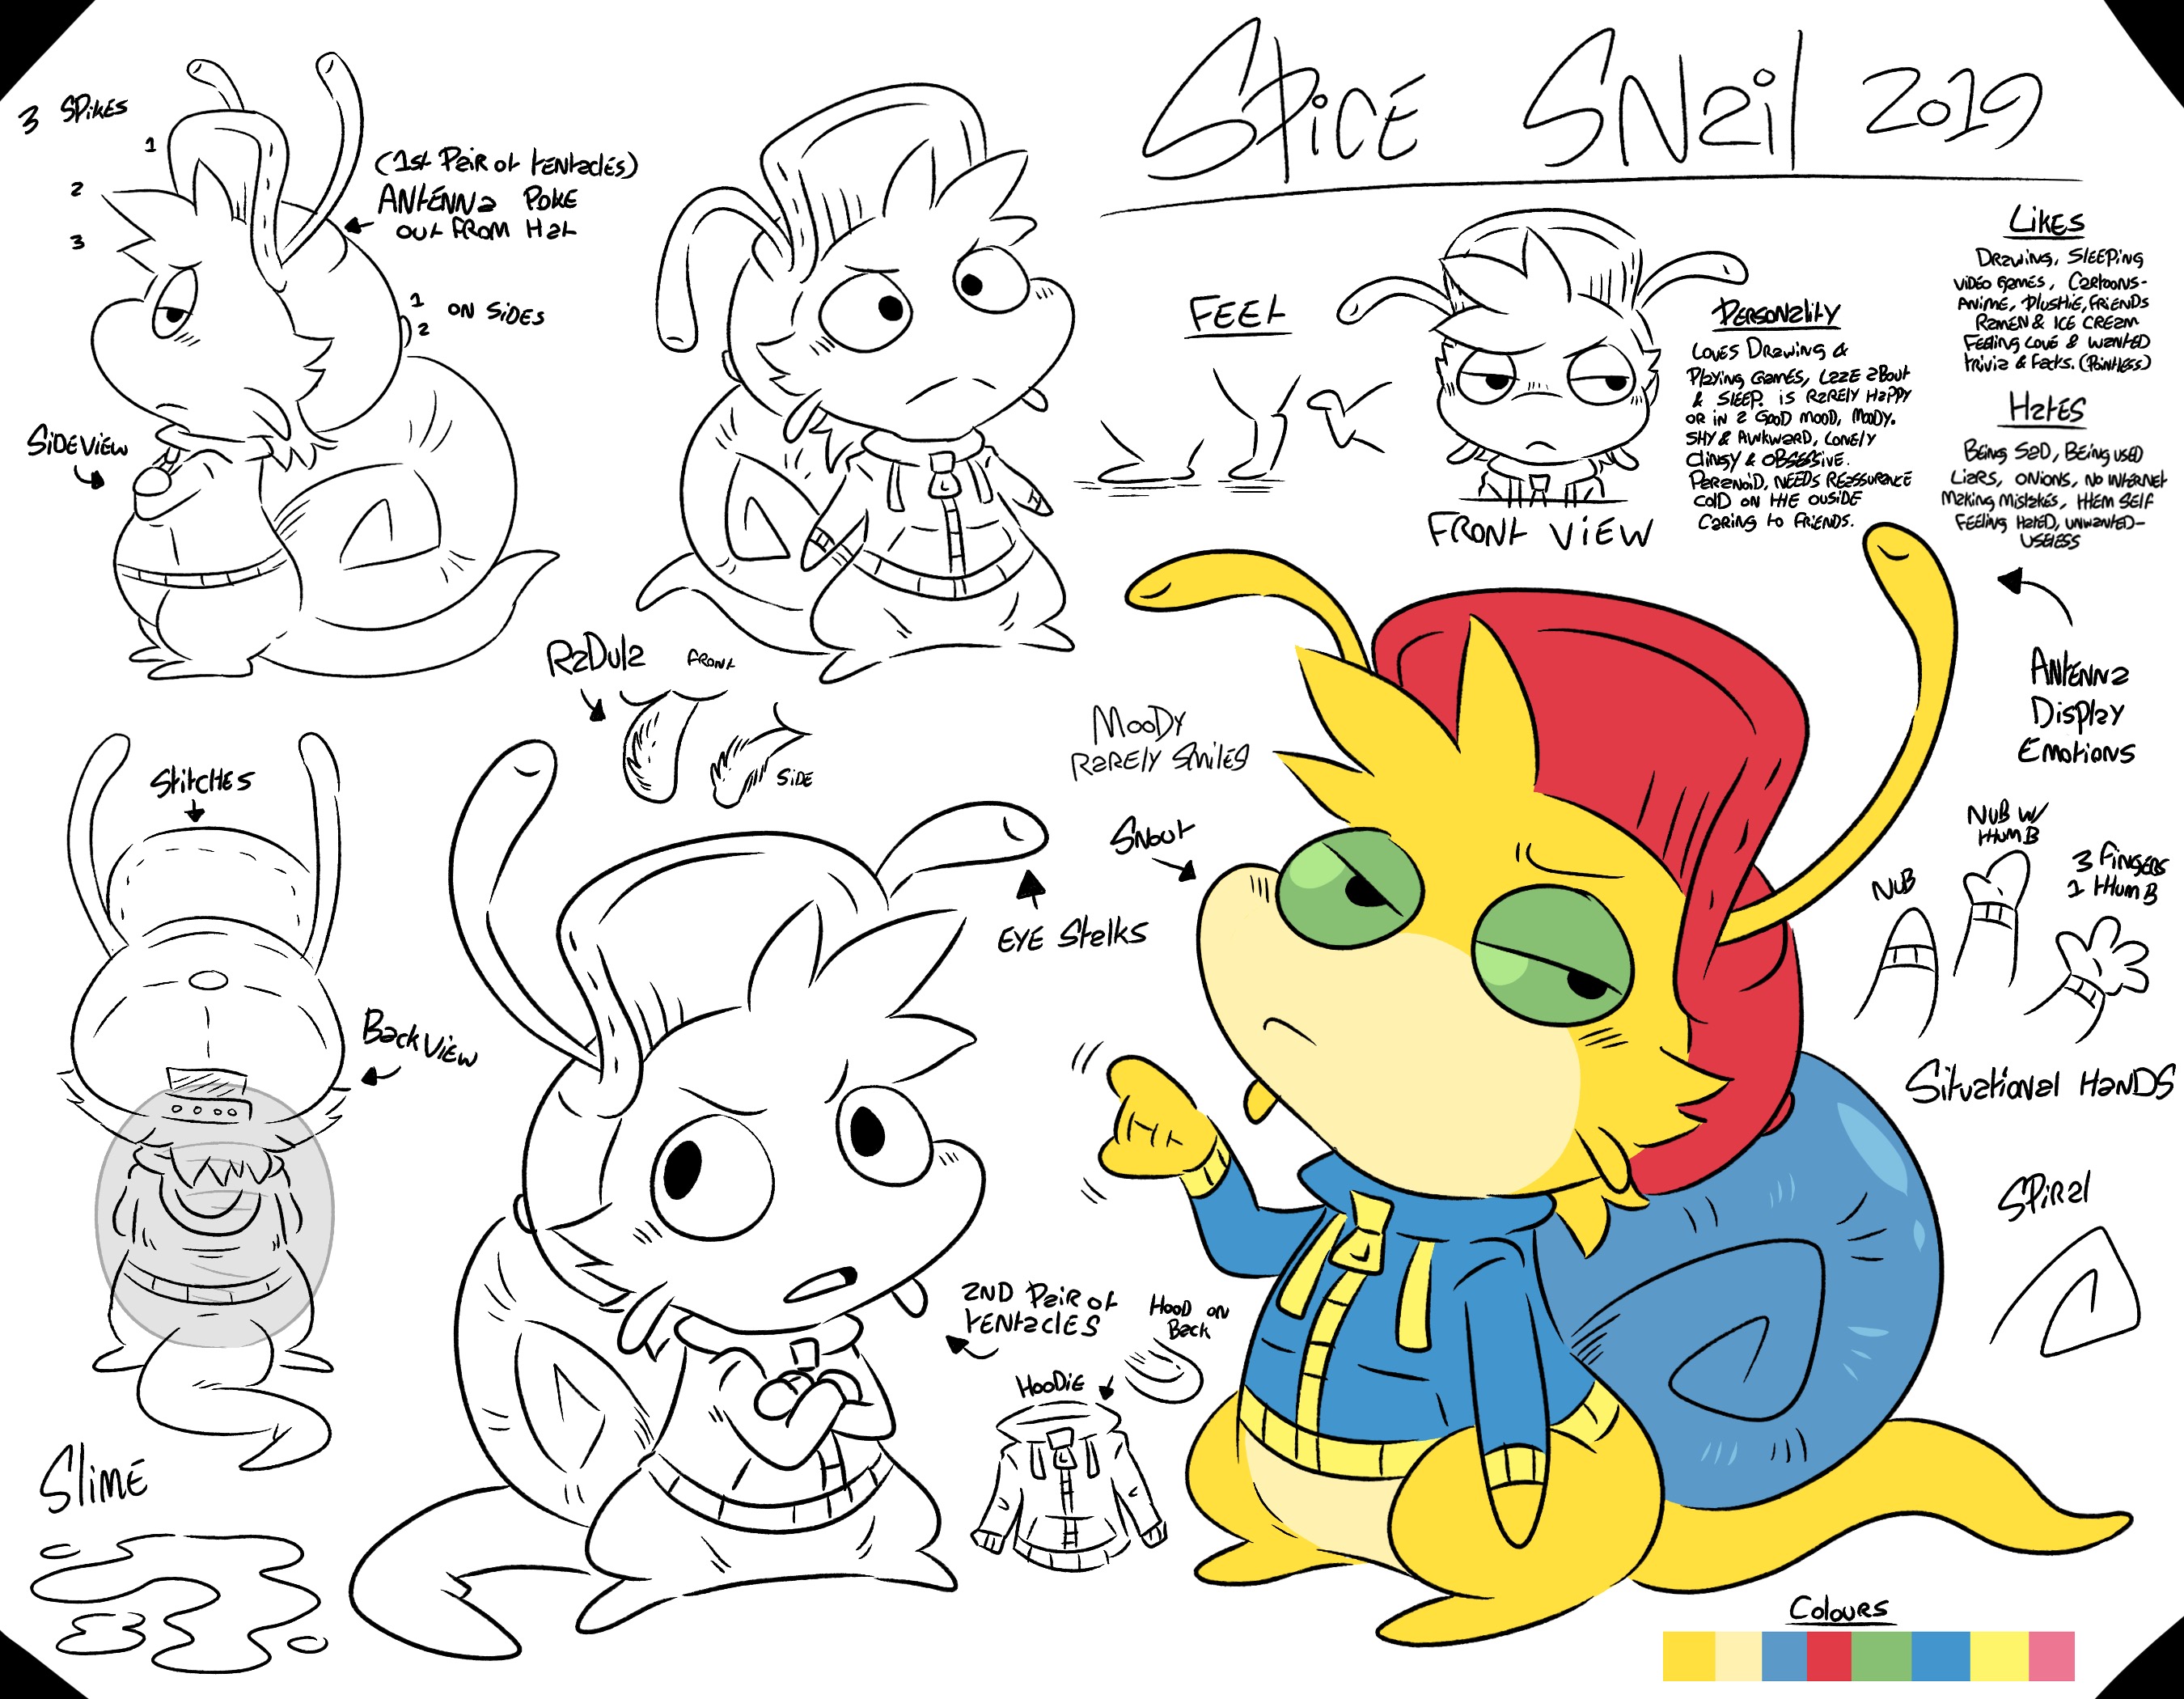 Spice Snail 2019
3 Spikes
1
2
3
(1st Pair of tentacles)
Antenna Poke
out from Hat
1
2
on sides
Side view
Feet
Front view
Personality
Loves Drawing &
Playing games, Laze about
& sleep. is rarely happy
or in a good mood, moody.
Shy & awkward, lonely
clingy & obsessive.
Paranoid, needs reassurance
cold on the ouside
caring to friends.
Likes
Drawing, sleeping
video games, Cartoons-
Anime, Plushie, friends
Ramen & ice cream
Feeling love & wanted
trivia & facts. (Pointless)
Hates
Being sad, Being used
Liars, onions, no internet
making mistakes, them self
feeling hated, unwanted-
useless
Antenna
Display
Emotions
Radula
Front
Side
Moody
Rarely smiles
Snout
Stitches
Eye stalks
Nub
Nub w/
thumb
3 fingers
1 thumb
Situational Hands
Back view
Spiral
2nd Pair of
tentacles
Hood on
Back
Hoodie
Slime
Colours